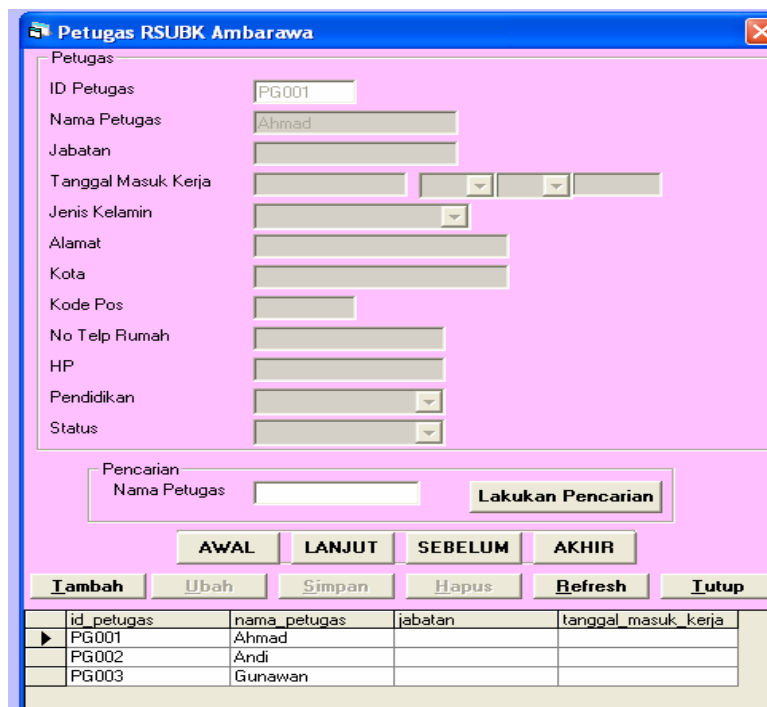 Petugas RSUBK Ambarawa
Petugas
ID Petugas PG001
Nama Petugas Ahmad
Jabatan
Tanggal Masuk Kerja
Jenis Kelamin
Alamat
Kota
Kode Pos
No Telp Rumah
HP
Pendidikan
Status
Pencarian
Nama Petugas Lakukan Pencarian
AWAL LANJUT SEBELUM AKHIR
Tambah Ubah Simpan Hapus Refresh Tutup
id_petugas nama_petugas jabatan tanggal_masuk_kerja
PG001 Ahmad
PG002 Andi
PG003 Gunawan